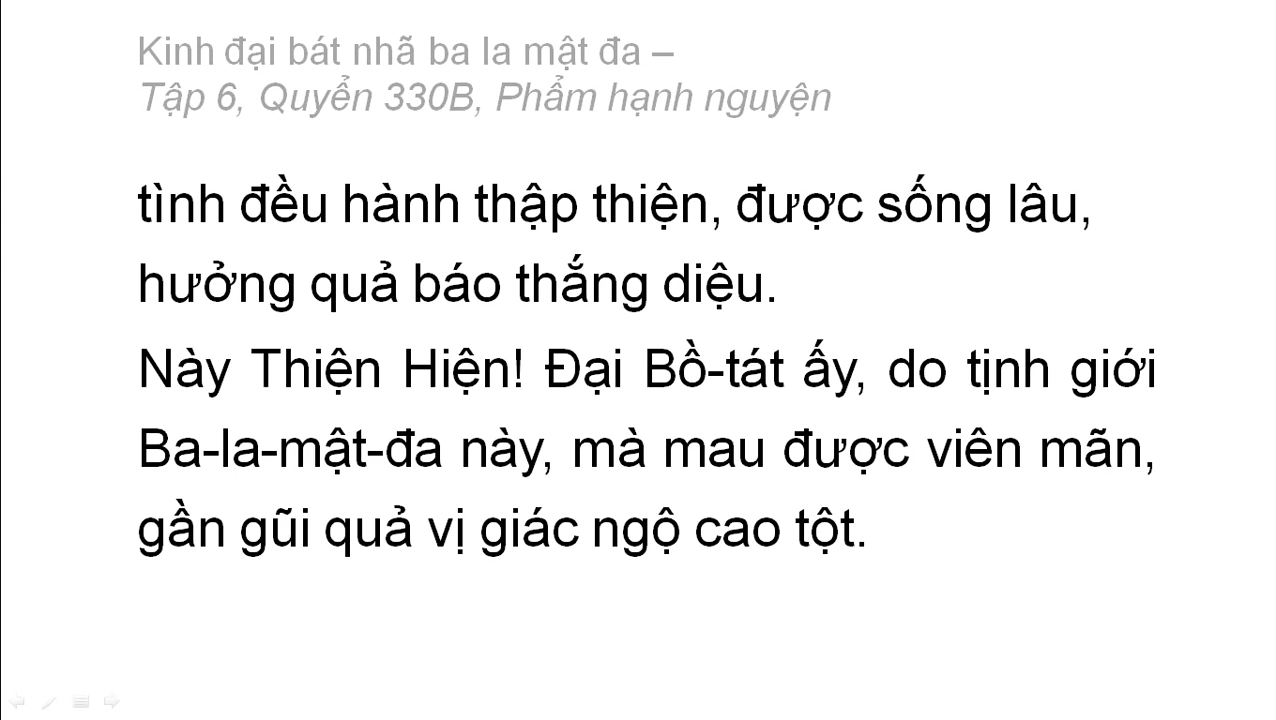 Kinh đại bát nhã ba la mật đa –
Tập 6, Quyển 330B, Phẩm hạnh nguyện
tình đều hành thập thiện, được sống lâu,
hưởng quả báo thắng diệu.
Này Thiện Hiện! Đại Bồ-tát ấy, do tịnh giới
Ba-la-mật-đa này, mà mau được viên mãn,
gần gũi quả vị giác ngộ cao tột.